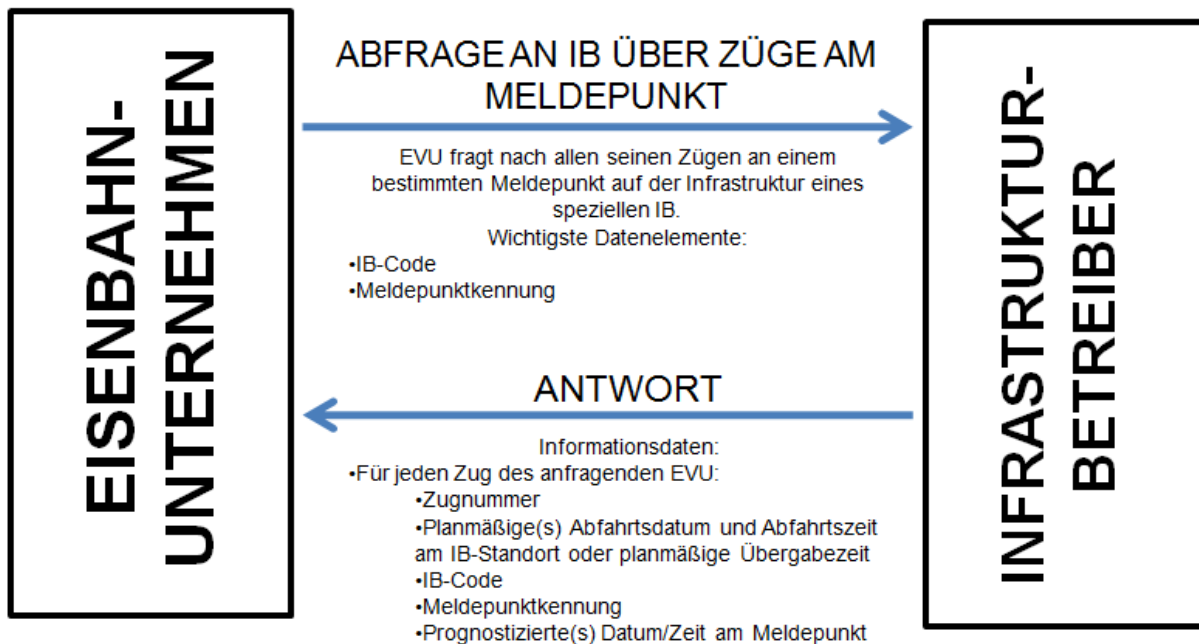 EISENBAHN-
UNTERNEHMEN
ABFRAGE AN IB ÜBER ZÜGE AM
MELDEPUNKT
EVU fragt nach allen seinen Zügen an einem
bestimmten Meldepunkt auf der Infrastruktur eines
speziellen IB.
Wichtigste Datenelemente:
•IB-Code
•Meldepunktkennung
ANTWORT
Informationsdaten:
•Für jeden Zug des anfragenden EVU:
•Zugnummer
•Planmäßige(s) Abfahrtsdatum und Abfahrtszeit
am IB-Standort oder planmäßige Übergabezeit
•IB-Code
•Meldepunktkennung
•Prognostizierte(s) Datum/Zeit am Meldepunkt
INFRASTRUKTUR-
BETREIBER